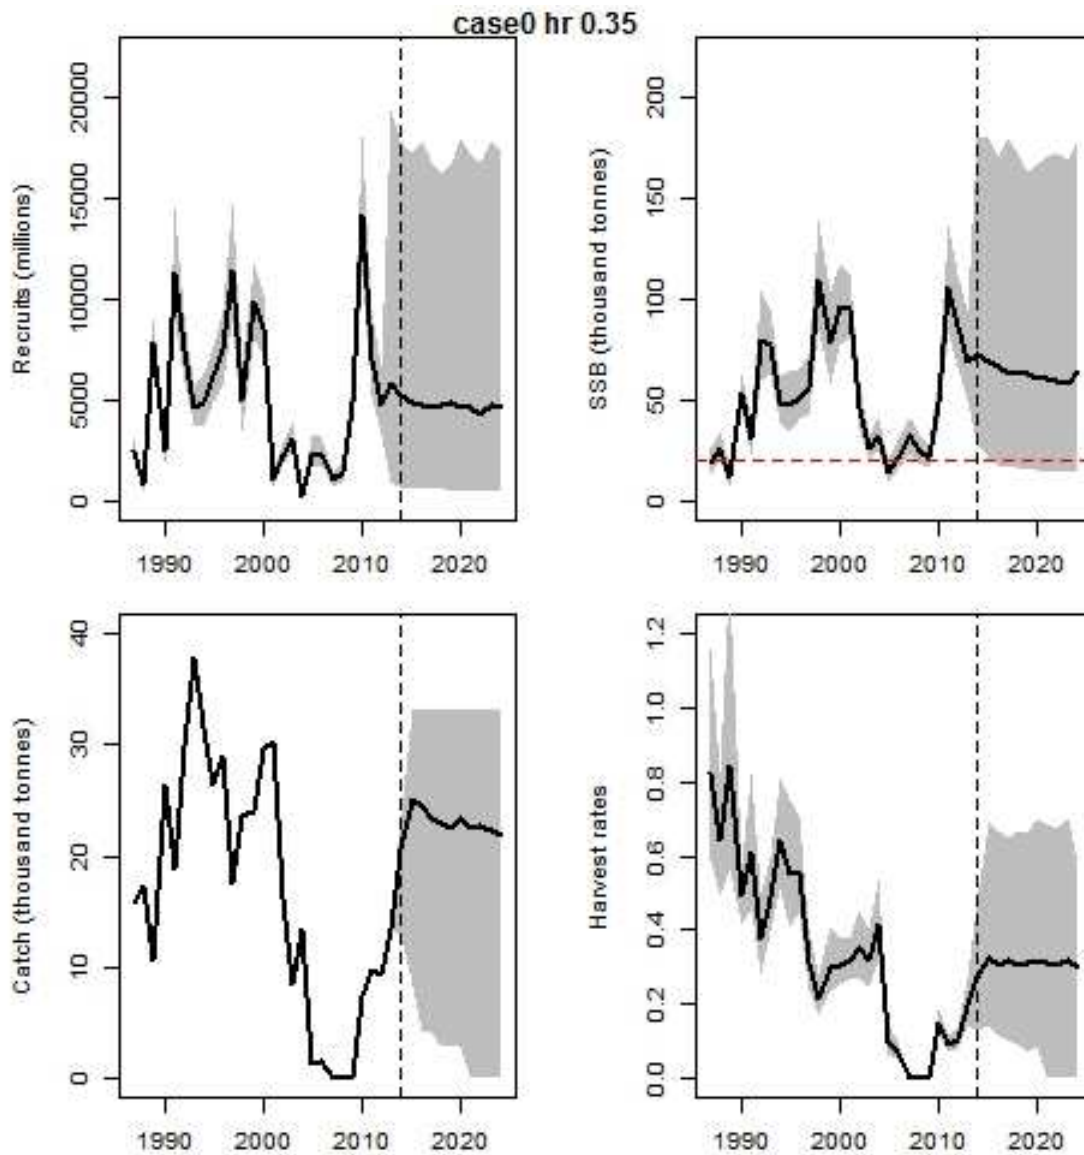 case0 hr 0.35
Recruits (millions)
0 5000 10000 15000 20000
1990 2000 2010 2020
SSB (thousand tonnes)
0 50 100 150 200
1990 2000 2010 2020
Catch (thousand tonnes)
0 10 20 30 40
1990 2000 2010 2020
Harvest rates
0.0 0.2 0.4 0.6 0.8 1.0 1.2
1990 2000 2010 2020